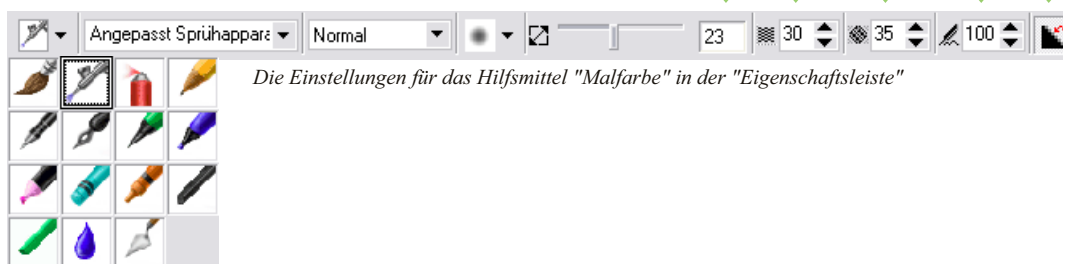 Angepasst Sprühappara Normal 23 30 35 100
Die Einstellungen für das Hilfsmittel "Malfarbe" in der "Eigenschaftsleiste"